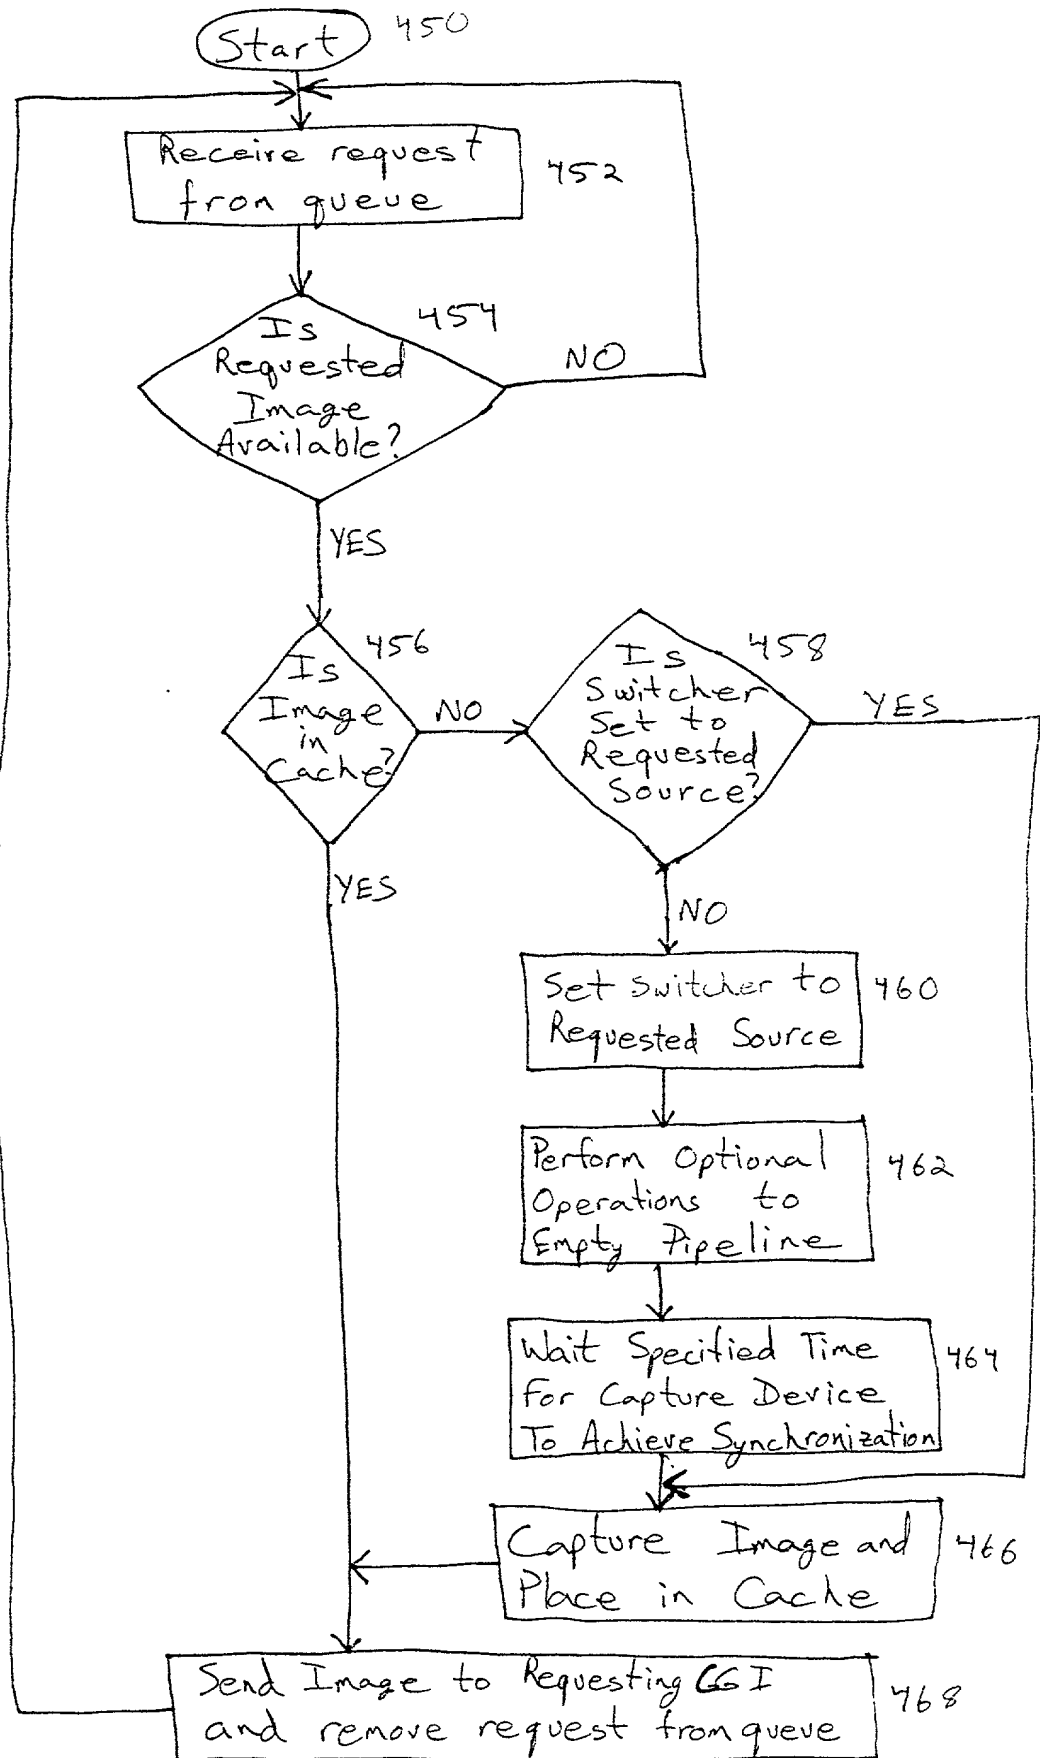 Start
450
Receive request
from queue
452
454
Is
Requested
Image
Available?
NO
YES
456
Is
Image
in
Cache?
NO
458
Is
Switcher
Set to
Requested
Source?
YES
YES
NO
Set Switcher to
Requested Source
460
Perform Optional
Operations to
Empty Pipeline
462
Wait Specified Time
For Capture Device
To Achieve Synchronization
464
Capture Image and
Place in Cache
466
Send Image to Requesting CGI
and remove request from queue
468